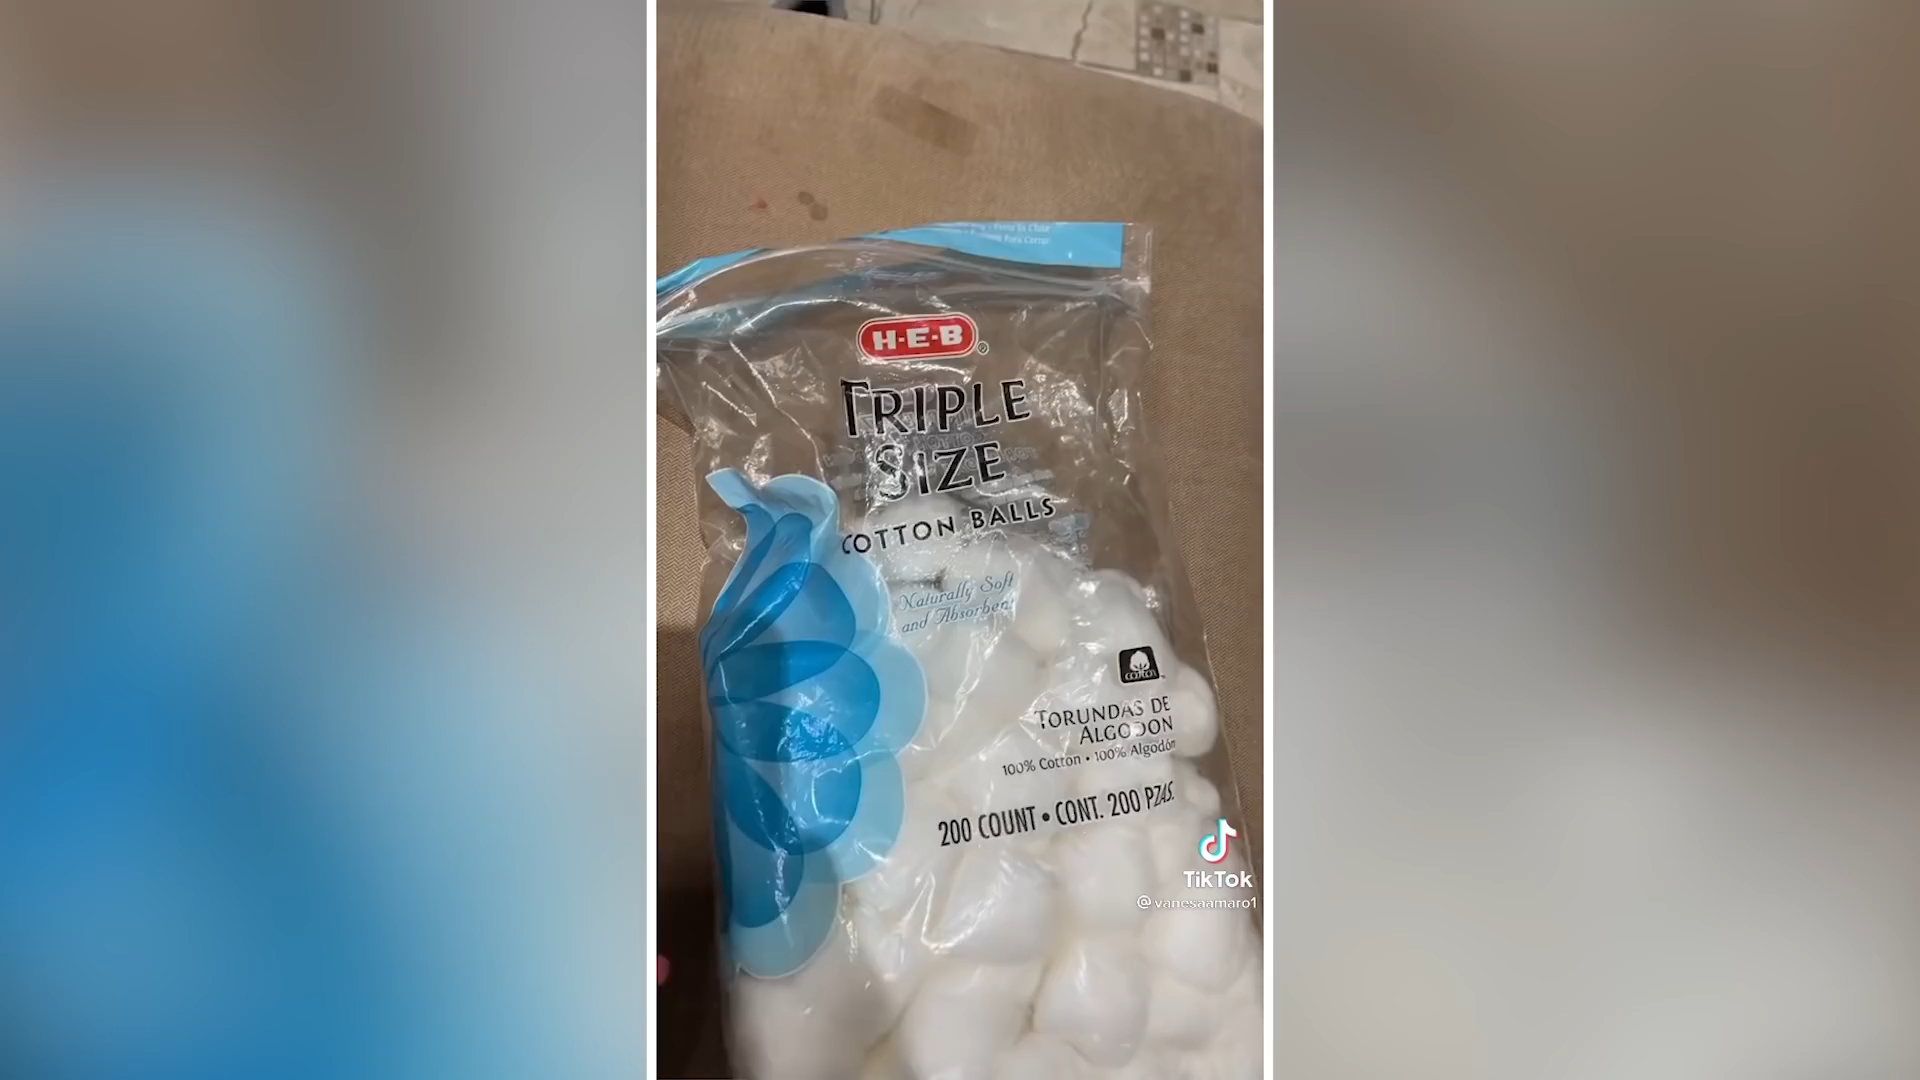 H-E-B®
TRIPLE
SIZE
COTTON BALLS
Naturally Soft
and Absorbent
COTTON
TORUNDAS DE
ALGODON
100% Cotton • 100% Algodón
200 COUNT • CONT. 200 PZAS.
TikTok
@vanesaamaro1